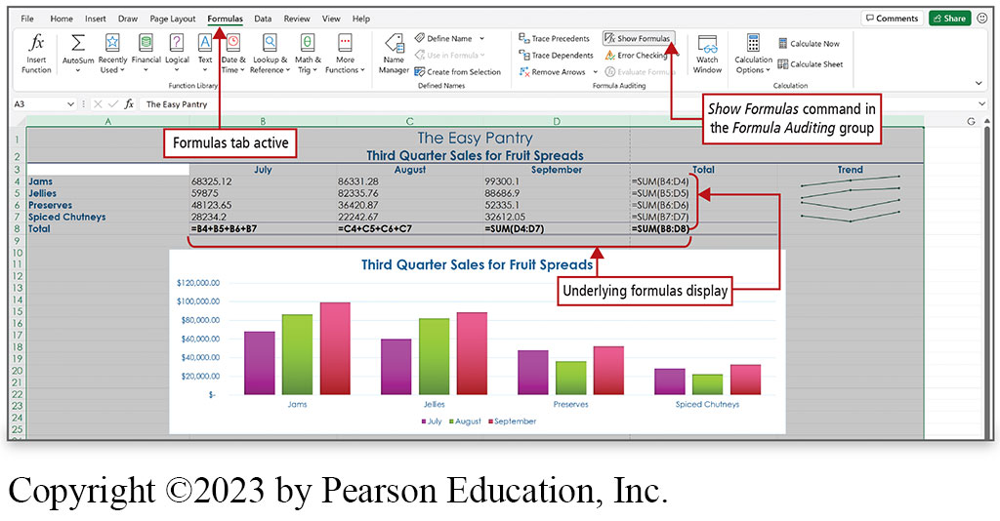 File Home Insert Draw Page Layout Formulas Data Review View Help Comments Share
fx Insert Function
Σ AutoSum
Recently Used
Financial
Logical
Text
Date & Time
Lookup & Reference
Math & Trig
More Functions
Function Library
Name Manager
Define Name
Use in Formula
Create from Selection
Defined Names
Trace Precedents
Trace Dependents
Remove Arrows
Show Formulas
Error Checking
Evaluate Formula
Formula Auditing
Watch Window
Calculation Options
Calculate Now
Calculate Sheet
Calculation
A3 fx The Easy Pantry
Show Formulas command in
the Formula Auditing group
Formulas tab active
A B C D G
1 The Easy Pantry
2 Third Quarter Sales for Fruit Spreads
3 July August September Total Trend
4 Jams 68325.12 86331.28 99300.1 =SUM(B4:D4)
5 Jellies 59875 82335.76 88686.9 =SUM(B5:D5)
6 Preserves 48123.65 36420.87 52335.1 =SUM(B6:D6)
7 Spiced Chutneys 28234.2 22242.67 32612.05 =SUM(B7:D7)
8 Total =B4+B5+B6+B7 =C4+C5+C6+C7 =SUM(D4:D7) =SUM(B8:D8)
9
10
11 Third Quarter Sales for Fruit Spreads
12
13 $120,000.00
14 $100,000.00
15
16 $80,000.00
17 $60,000.00
18
19 $40,000.00
20 $20,000.00
21
22 $-
23 Jams Jellies Preserves Spiced Chutneys
24 July August September
25
Underlying formulas display
Copyright ©2023 by Pearson Education, Inc.